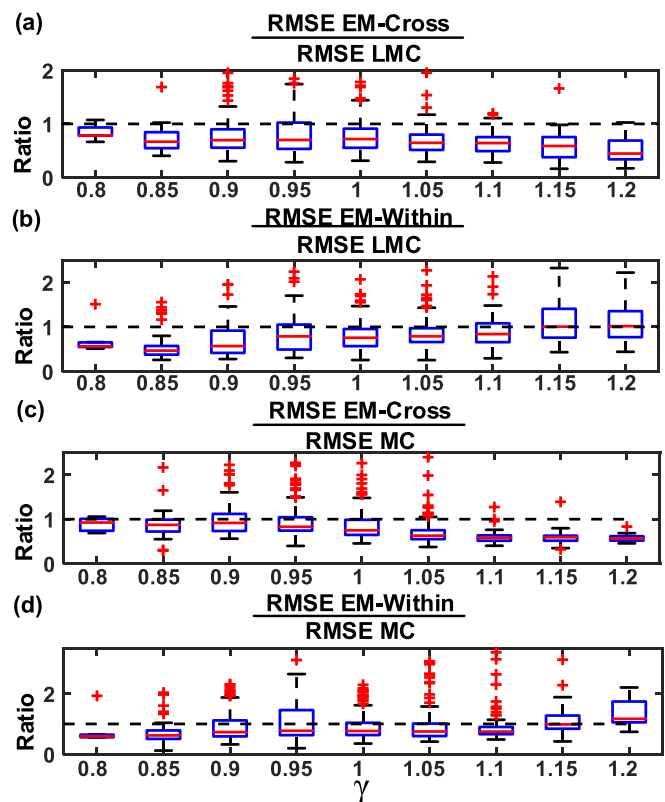 (a)
RMSE EM-Cross
RMSE LMC
2
1
0
Ratio
0.8 0.85 0.9 0.95 1 1.05 1.1 1.15 1.2
(b)
RMSE EM-Within
RMSE LMC
2
1
0
Ratio
0.8 0.85 0.9 0.95 1 1.05 1.1 1.15 1.2
(c)
RMSE EM-Cross
RMSE MC
2
1
0
Ratio
0.8 0.85 0.9 0.95 1 1.05 1.1 1.15 1.2
(d)
RMSE EM-Within
RMSE MC
2
1
0
Ratio
0.8 0.85 0.9 0.95 1 1.05 1.1 1.15 1.2
γ